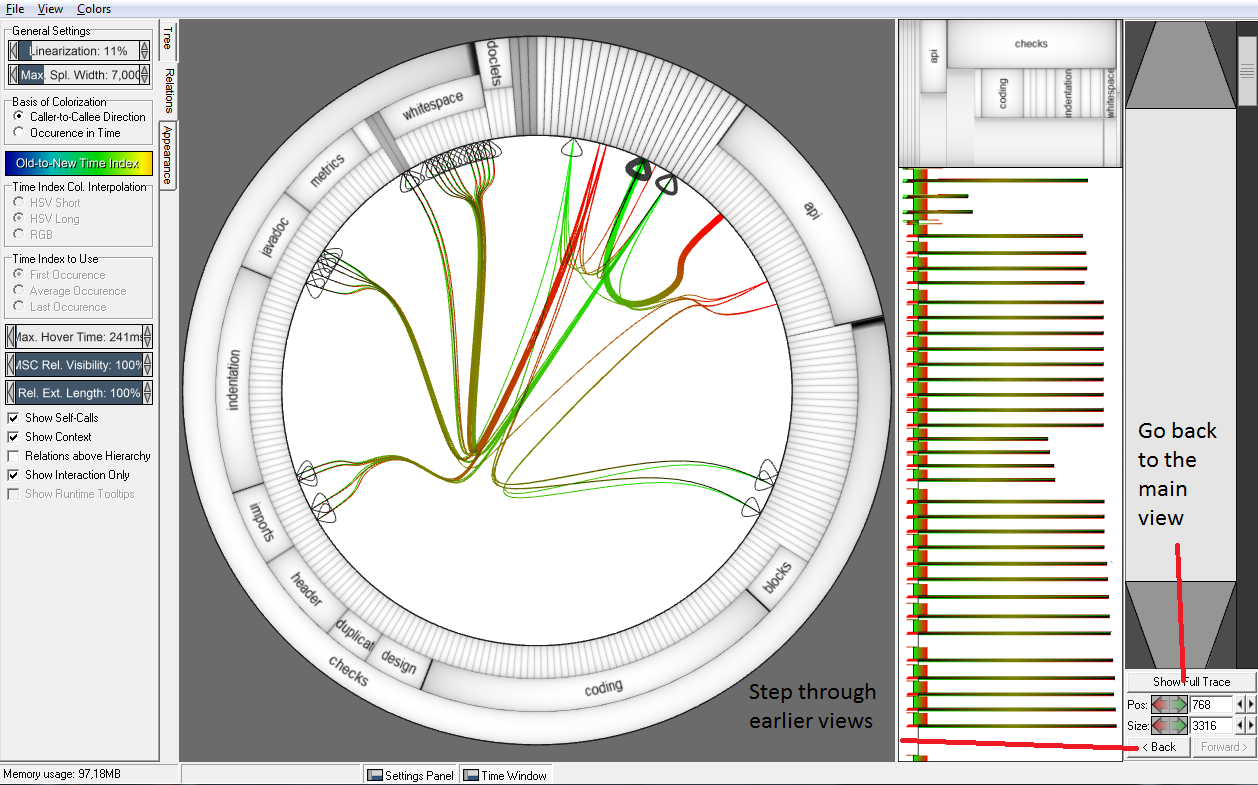 File View Colors
General Settings
Linearization: 11%
Max. Spl. Width: 7,000
Basis of Colorization
Caller-to-Callee Direction
Occurence in Time
Old-to-New Time Index
Time Index Col. Interpolation
HSV Short
HSV Long
RGB
Time Index to Use
First Occurence
Average Occurence
Last Occurence
Max. Hover Time: 241ms
MSC Rel. Visibility: 100%
Rel. Ext. Length: 100%
Show Self-Calls
Show Context
Relations above Hierarchy
Show Interaction Only
Show Runtime Tooltips
Tree
Relations
Appearance
doclets
whitespace
metrics
javadoc
indentation
imports
header
duplicat
design
checks
coding
blocks
api
Step through
earlier views
api
checks
coding
indentation
whitespace
Go back
to the
main
view
Show Full Trace
Pos: 768
Size: 3316
< Back Forward >
Memory usage: 97,18MB
Settings Panel Time Window